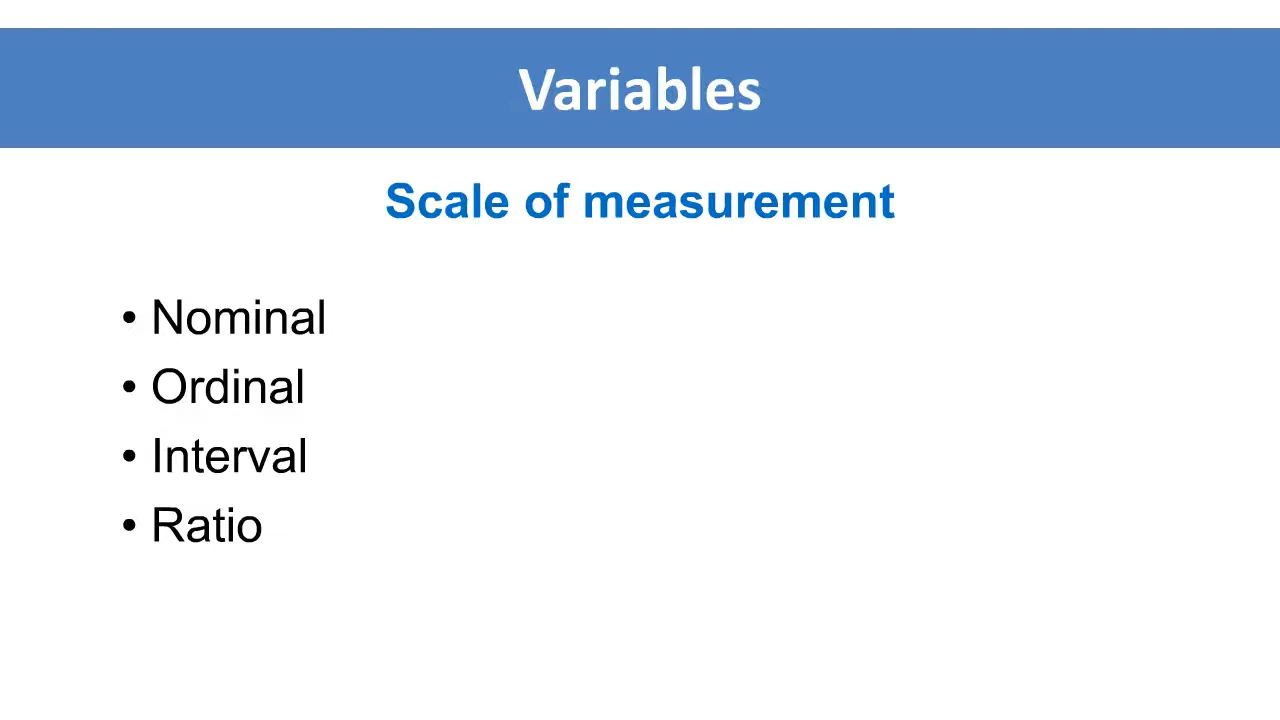 Variables
Scale of measurement
• Nominal
• Ordinal
• Interval
• Ratio